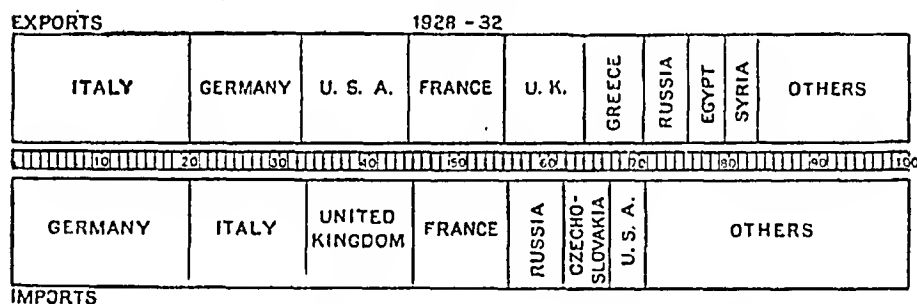 EXPORTS 1928 - 32
ITALY GERMANY U. S. A. FRANCE U. K. GREECE RUSSIA EGYPT SYRIA OTHERS
10 20 30 40 50 60 70 80 90 100
GERMANY ITALY UNITED KINGDOM FRANCE RUSSIA CZECHO-SLOVAKIA U. S. A. OTHERS
IMPORTS